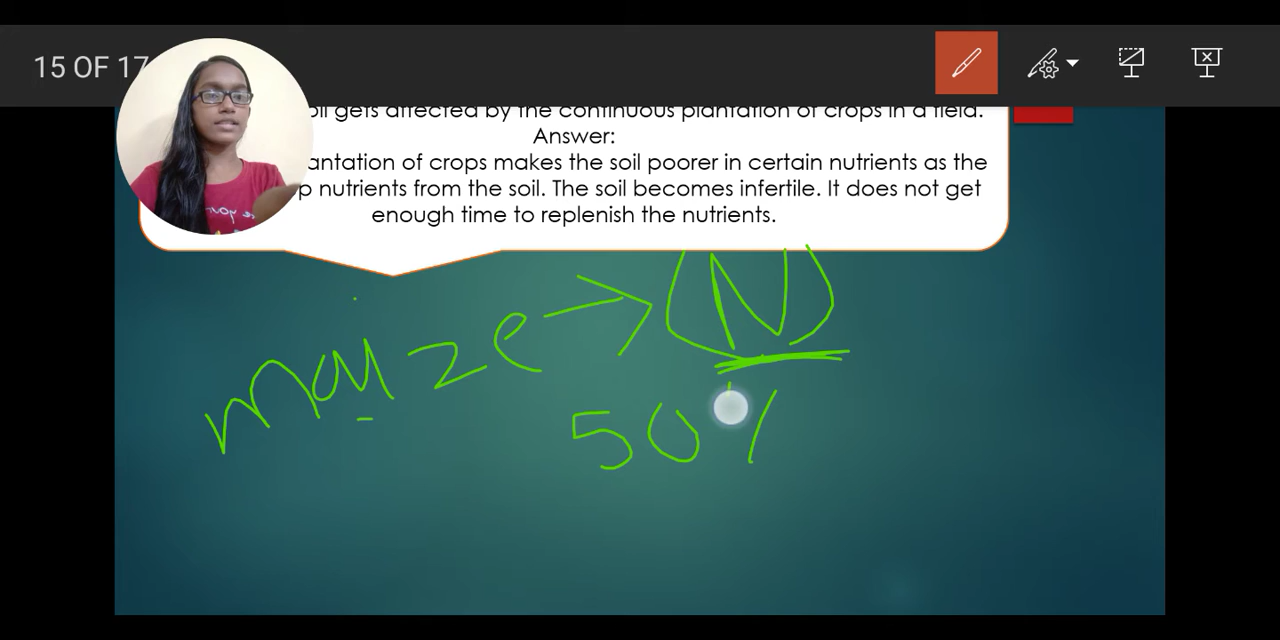 15 OF 17
oil gets affected by the continuous plantation of crops in a field.
Answer:
antation of crops makes the soil poorer in certain nutrients as the
p nutrients from the soil. The soil becomes infertile. It does not get
enough time to replenish the nutrients.
maize → N
50%